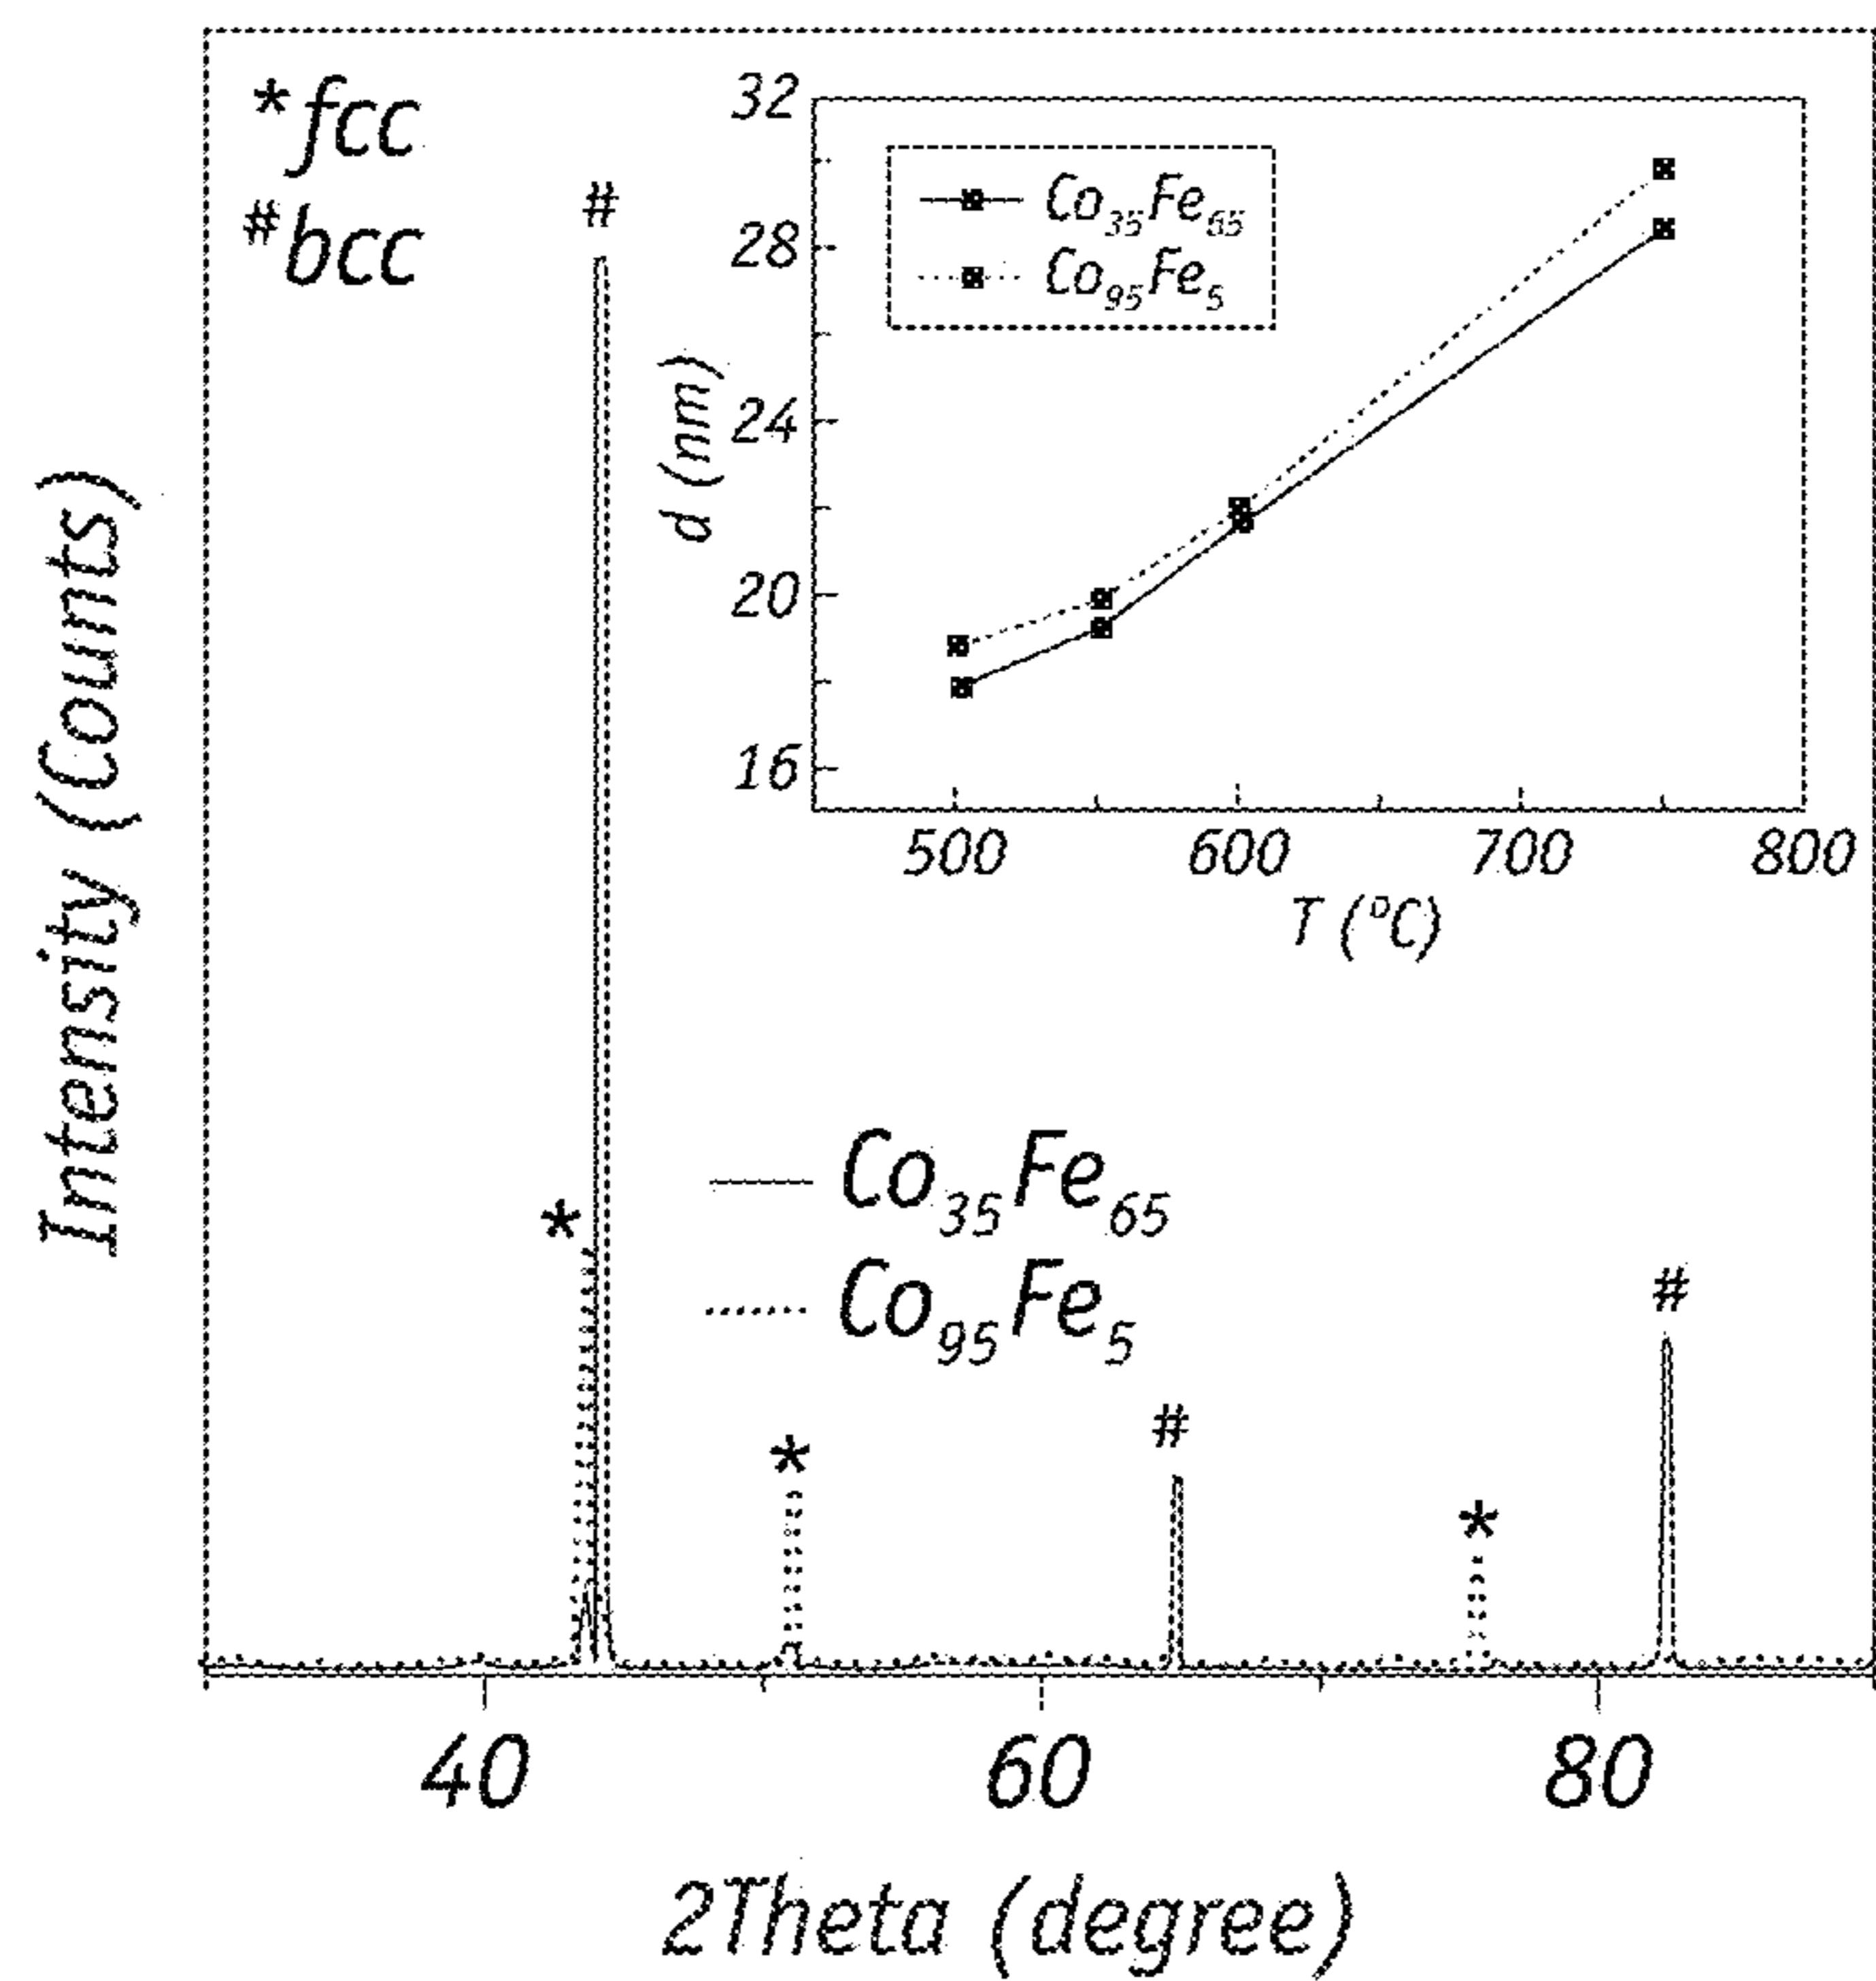 *fcc
#bcc
#
32
28
24
20
16
d (nm)
Co35Fe65
Co95Fe5
500 600 700 800
T (ºC)
Intensity (Counts)
Co35Fe65
Co95Fe5
*
*
#
*
#
40 60 80
2Theta (degree)